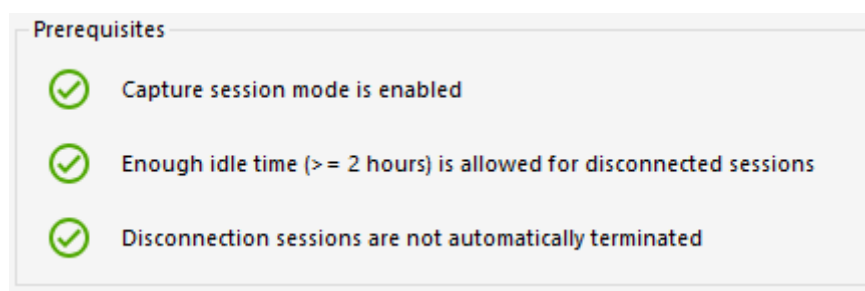 Prerequisites
Capture session mode is enabled
Enough idle time (>= 2 hours) is allowed for disconnected sessions
Disconnection sessions are not automatically terminated